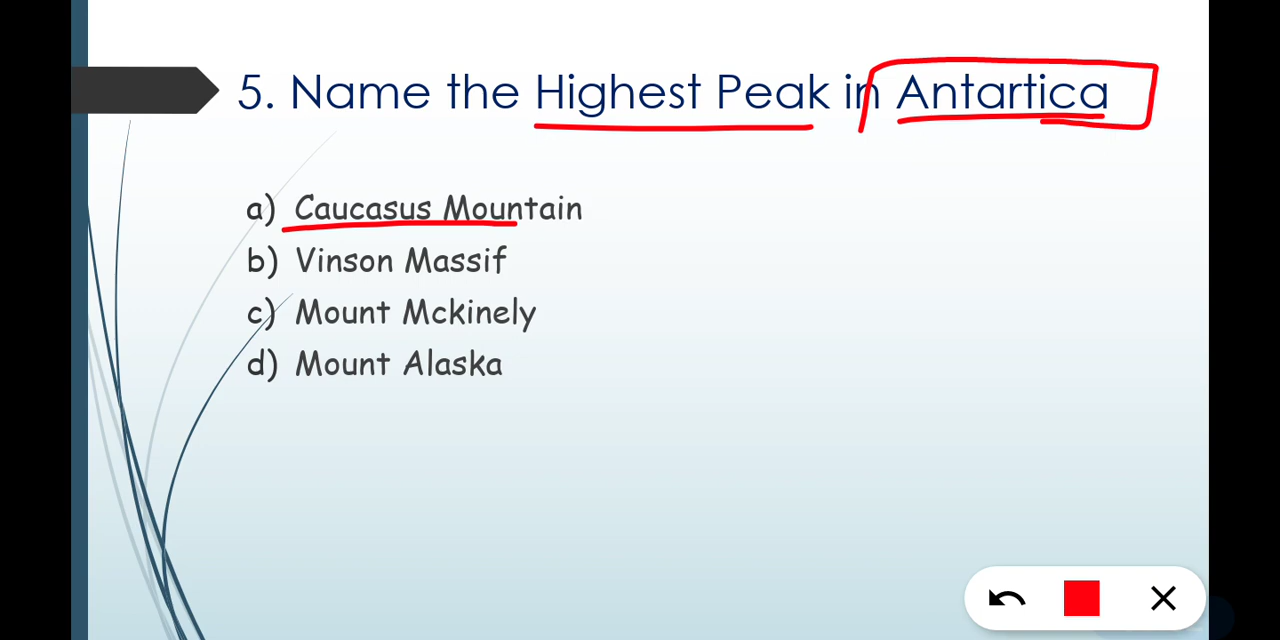 5. Name the Highest Peak in Antartica
a) Caucasus Mountain
b) Vinson Massif
c) Mount Mckinely
d) Mount Alaska